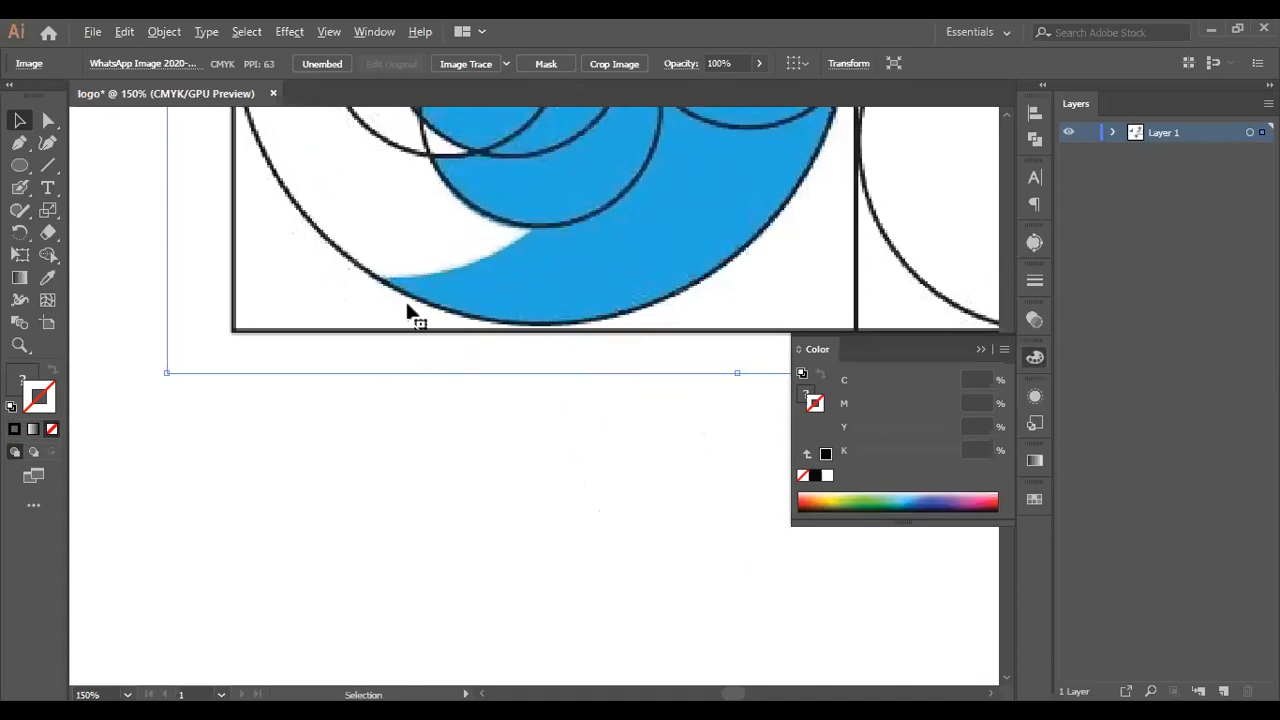 Ai File Edit Object Type Select Effect View Window Help Essentials Search Adobe Stock
Image WhatsApp Image 2020-... CMYK PPI: 63 Unembed Edit Original Image Trace Mask Crop Image Opacity: 100% Transform
logo* @ 150% (CMYK/GPU Preview)
Layers
Layer 1
Color
C %
M %
Y %
K %
150% 1 Selection
1 Layer